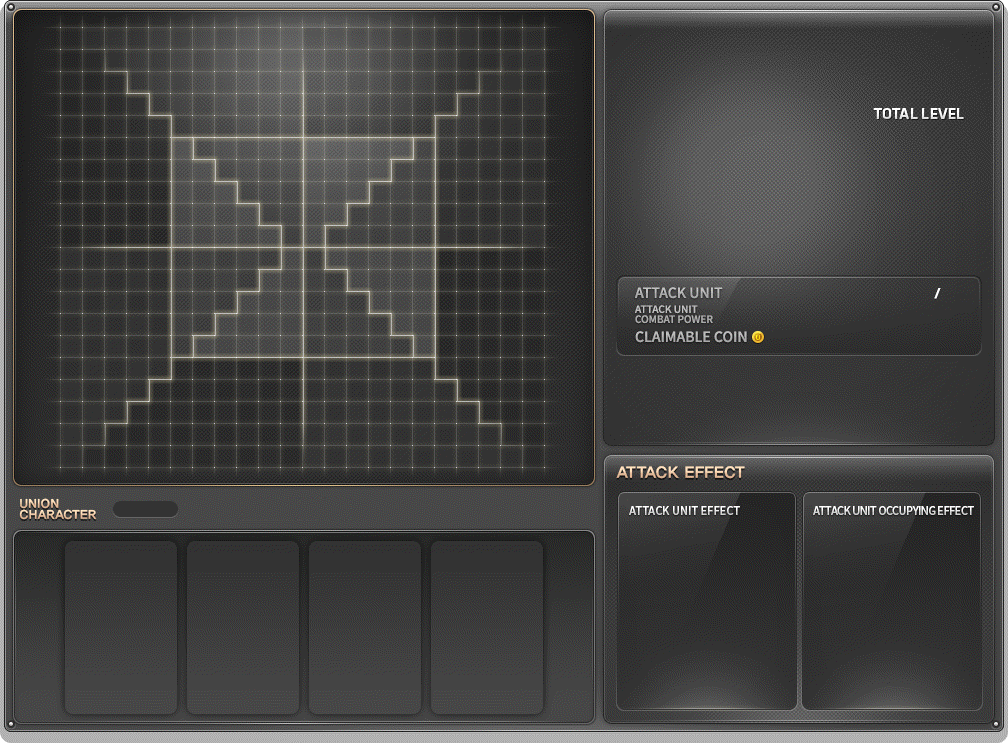 TOTAL LEVEL
ATTACK UNIT /
ATTACK UNIT
COMBAT POWER
CLAIMABLE COIN
ATTACK EFFECT
ATTACK UNIT EFFECT
ATTACK UNIT OCCUPYING EFFECT
UNION
CHARACTER